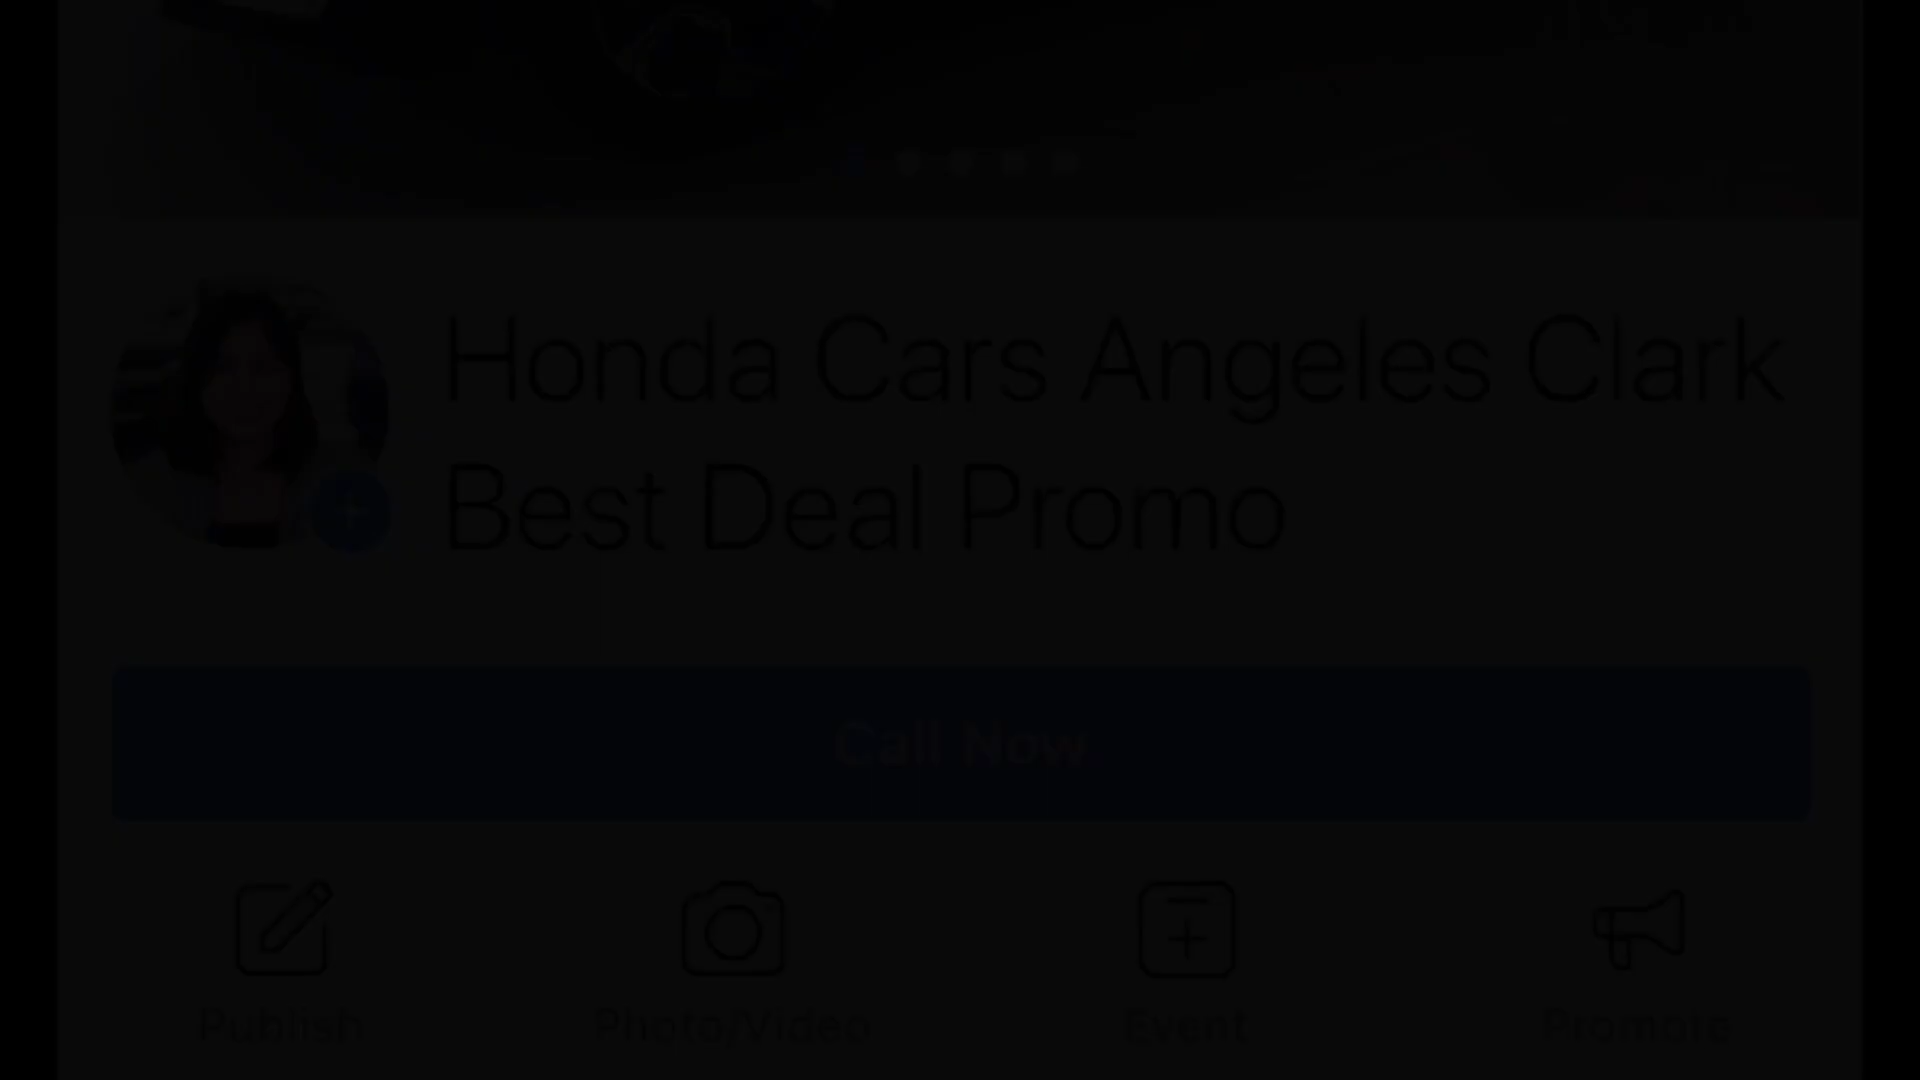 Honda Cars Angeles Clark
Best Deal Promo
Call Now
Publish
Photo/Video
Event
Promote